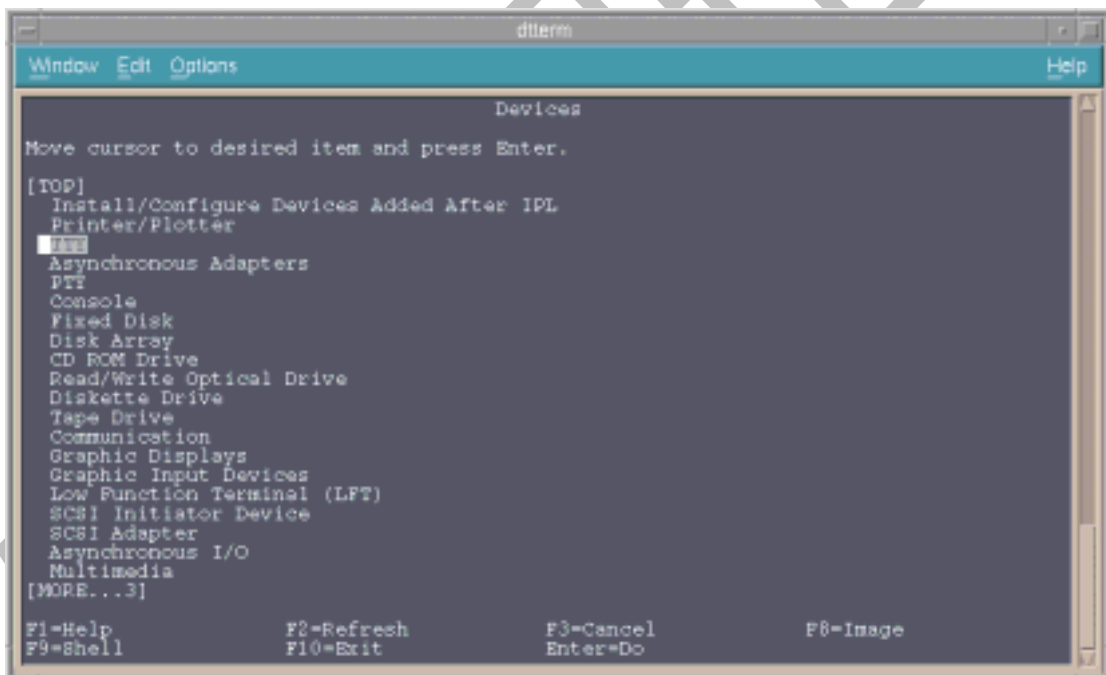 dtterm
Window Edit Options Help
Devices
Move cursor to desired item and press Enter.
[TOP]
Install/Configure Devices Added After IPL
Printer/Plotter
TTY
Asynchronous Adapters
PTY
Console
Fixed Disk
Disk Array
CD ROM Drive
Read/Write Optical Drive
Diskette Drive
Tape Drive
Communication
Graphic Displays
Graphic Input Devices
Low Function Terminal (LFT)
SCSI Initiator Device
SCSI Adapter
Asynchronous I/O
Multimedia
[MORE...3]
F1=Help F2=Refresh F3=Cancel F8=Image
F9=Shell F10=Exit Enter=Do